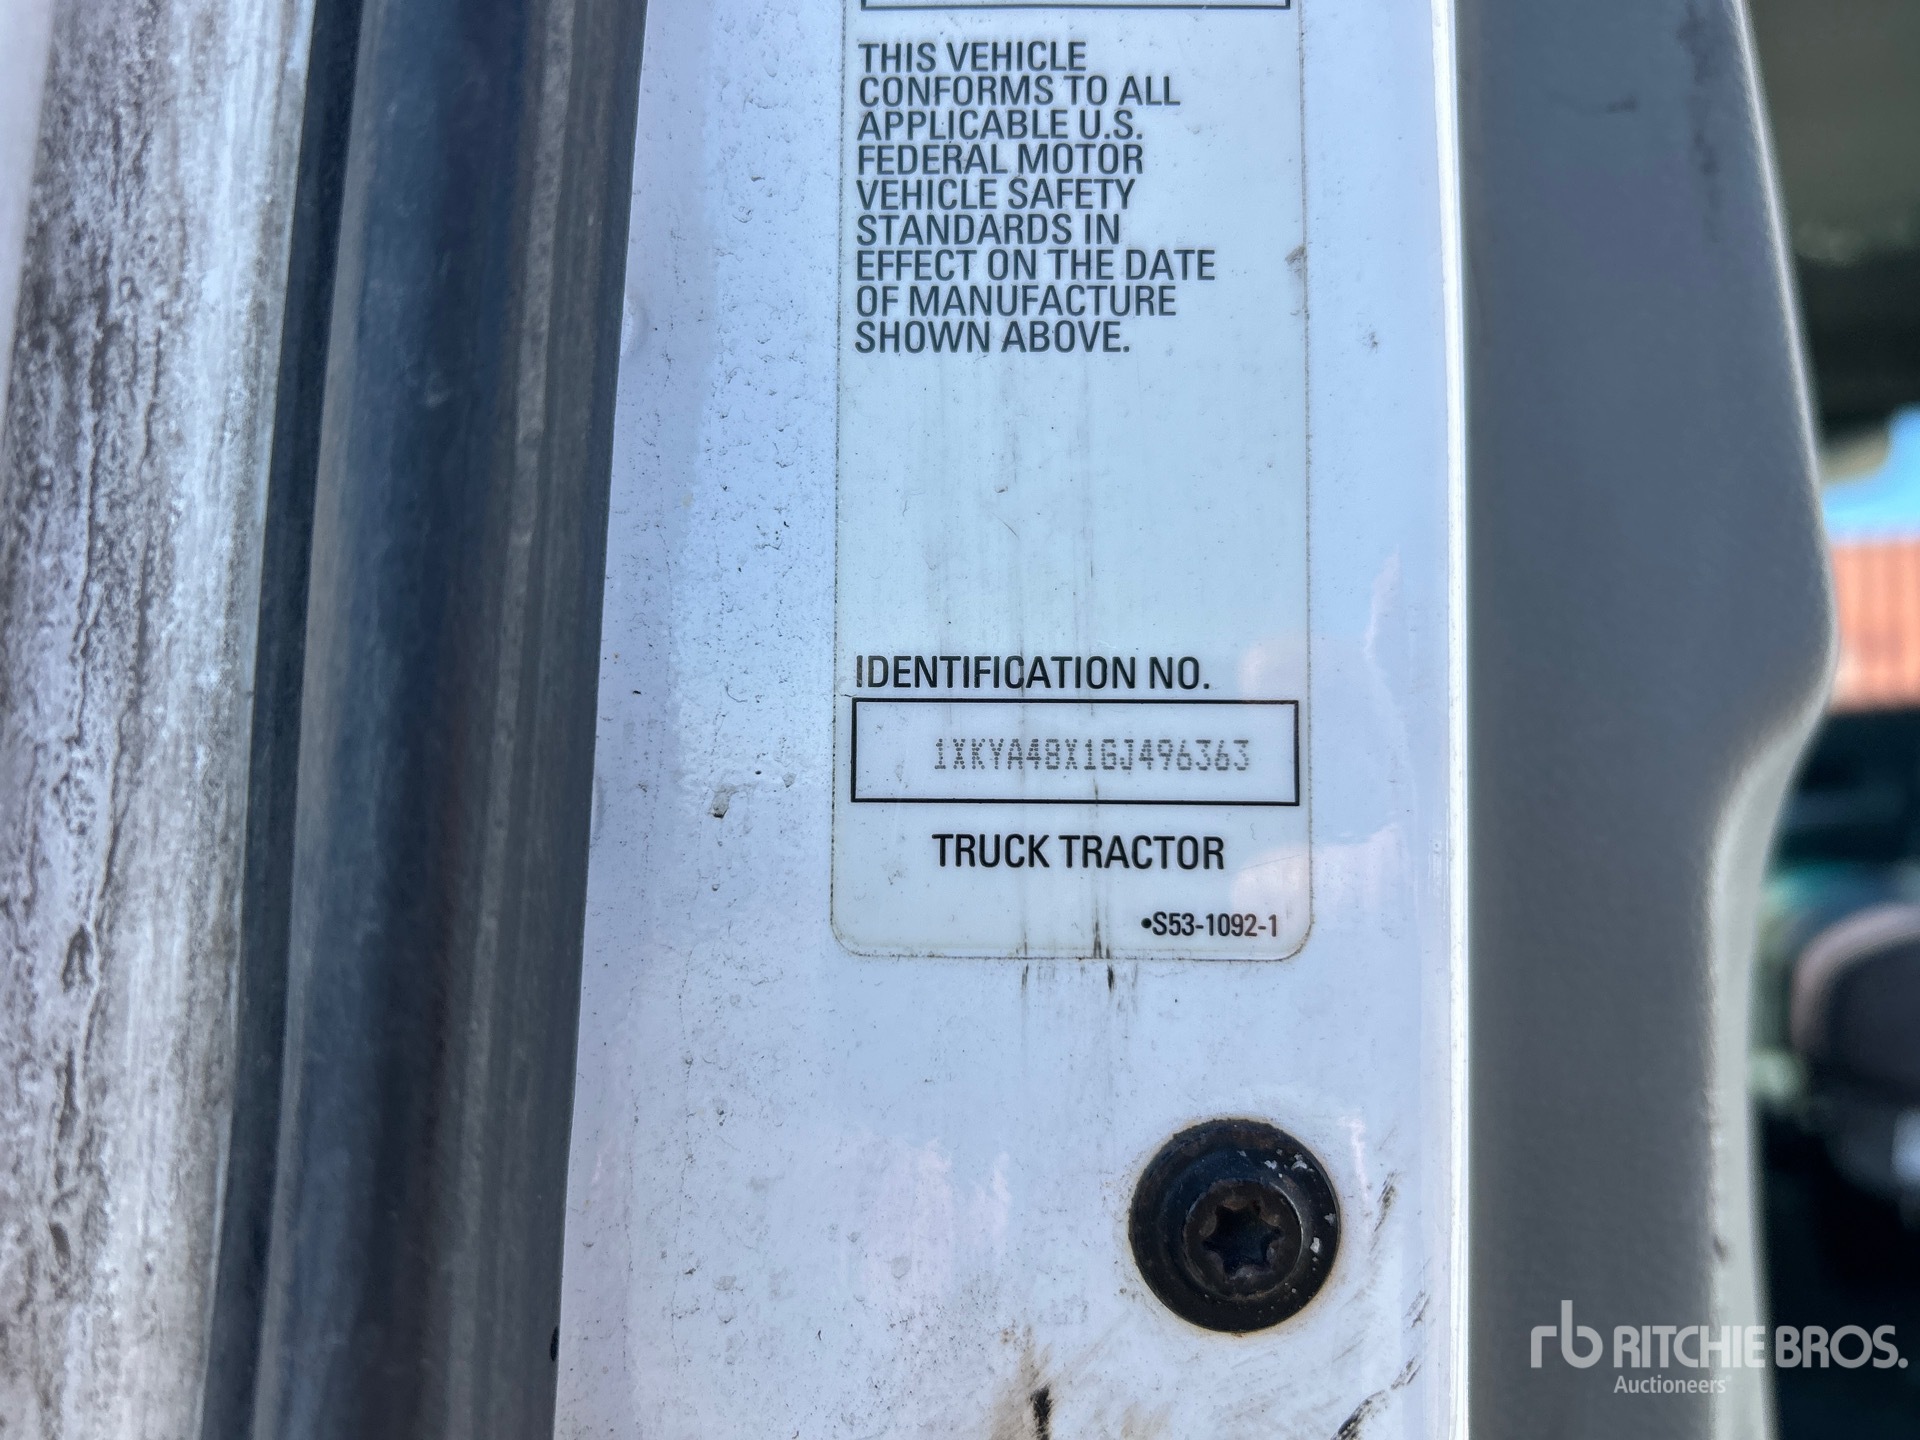 THIS VEHICLE
CONFORMS TO ALL
APPLICABLE U.S.
FEDERAL MOTOR
VEHICLE SAFETY
STANDARDS IN
EFFECT ON THE DATE
OF MANUFACTURE
SHOWN ABOVE.
IDENTIFICATION NO.
1XKYA48X1GJ496363
TRUCK TRACTOR
•S53-1092-1
rb RITCHIE BROS.
Auctioneers